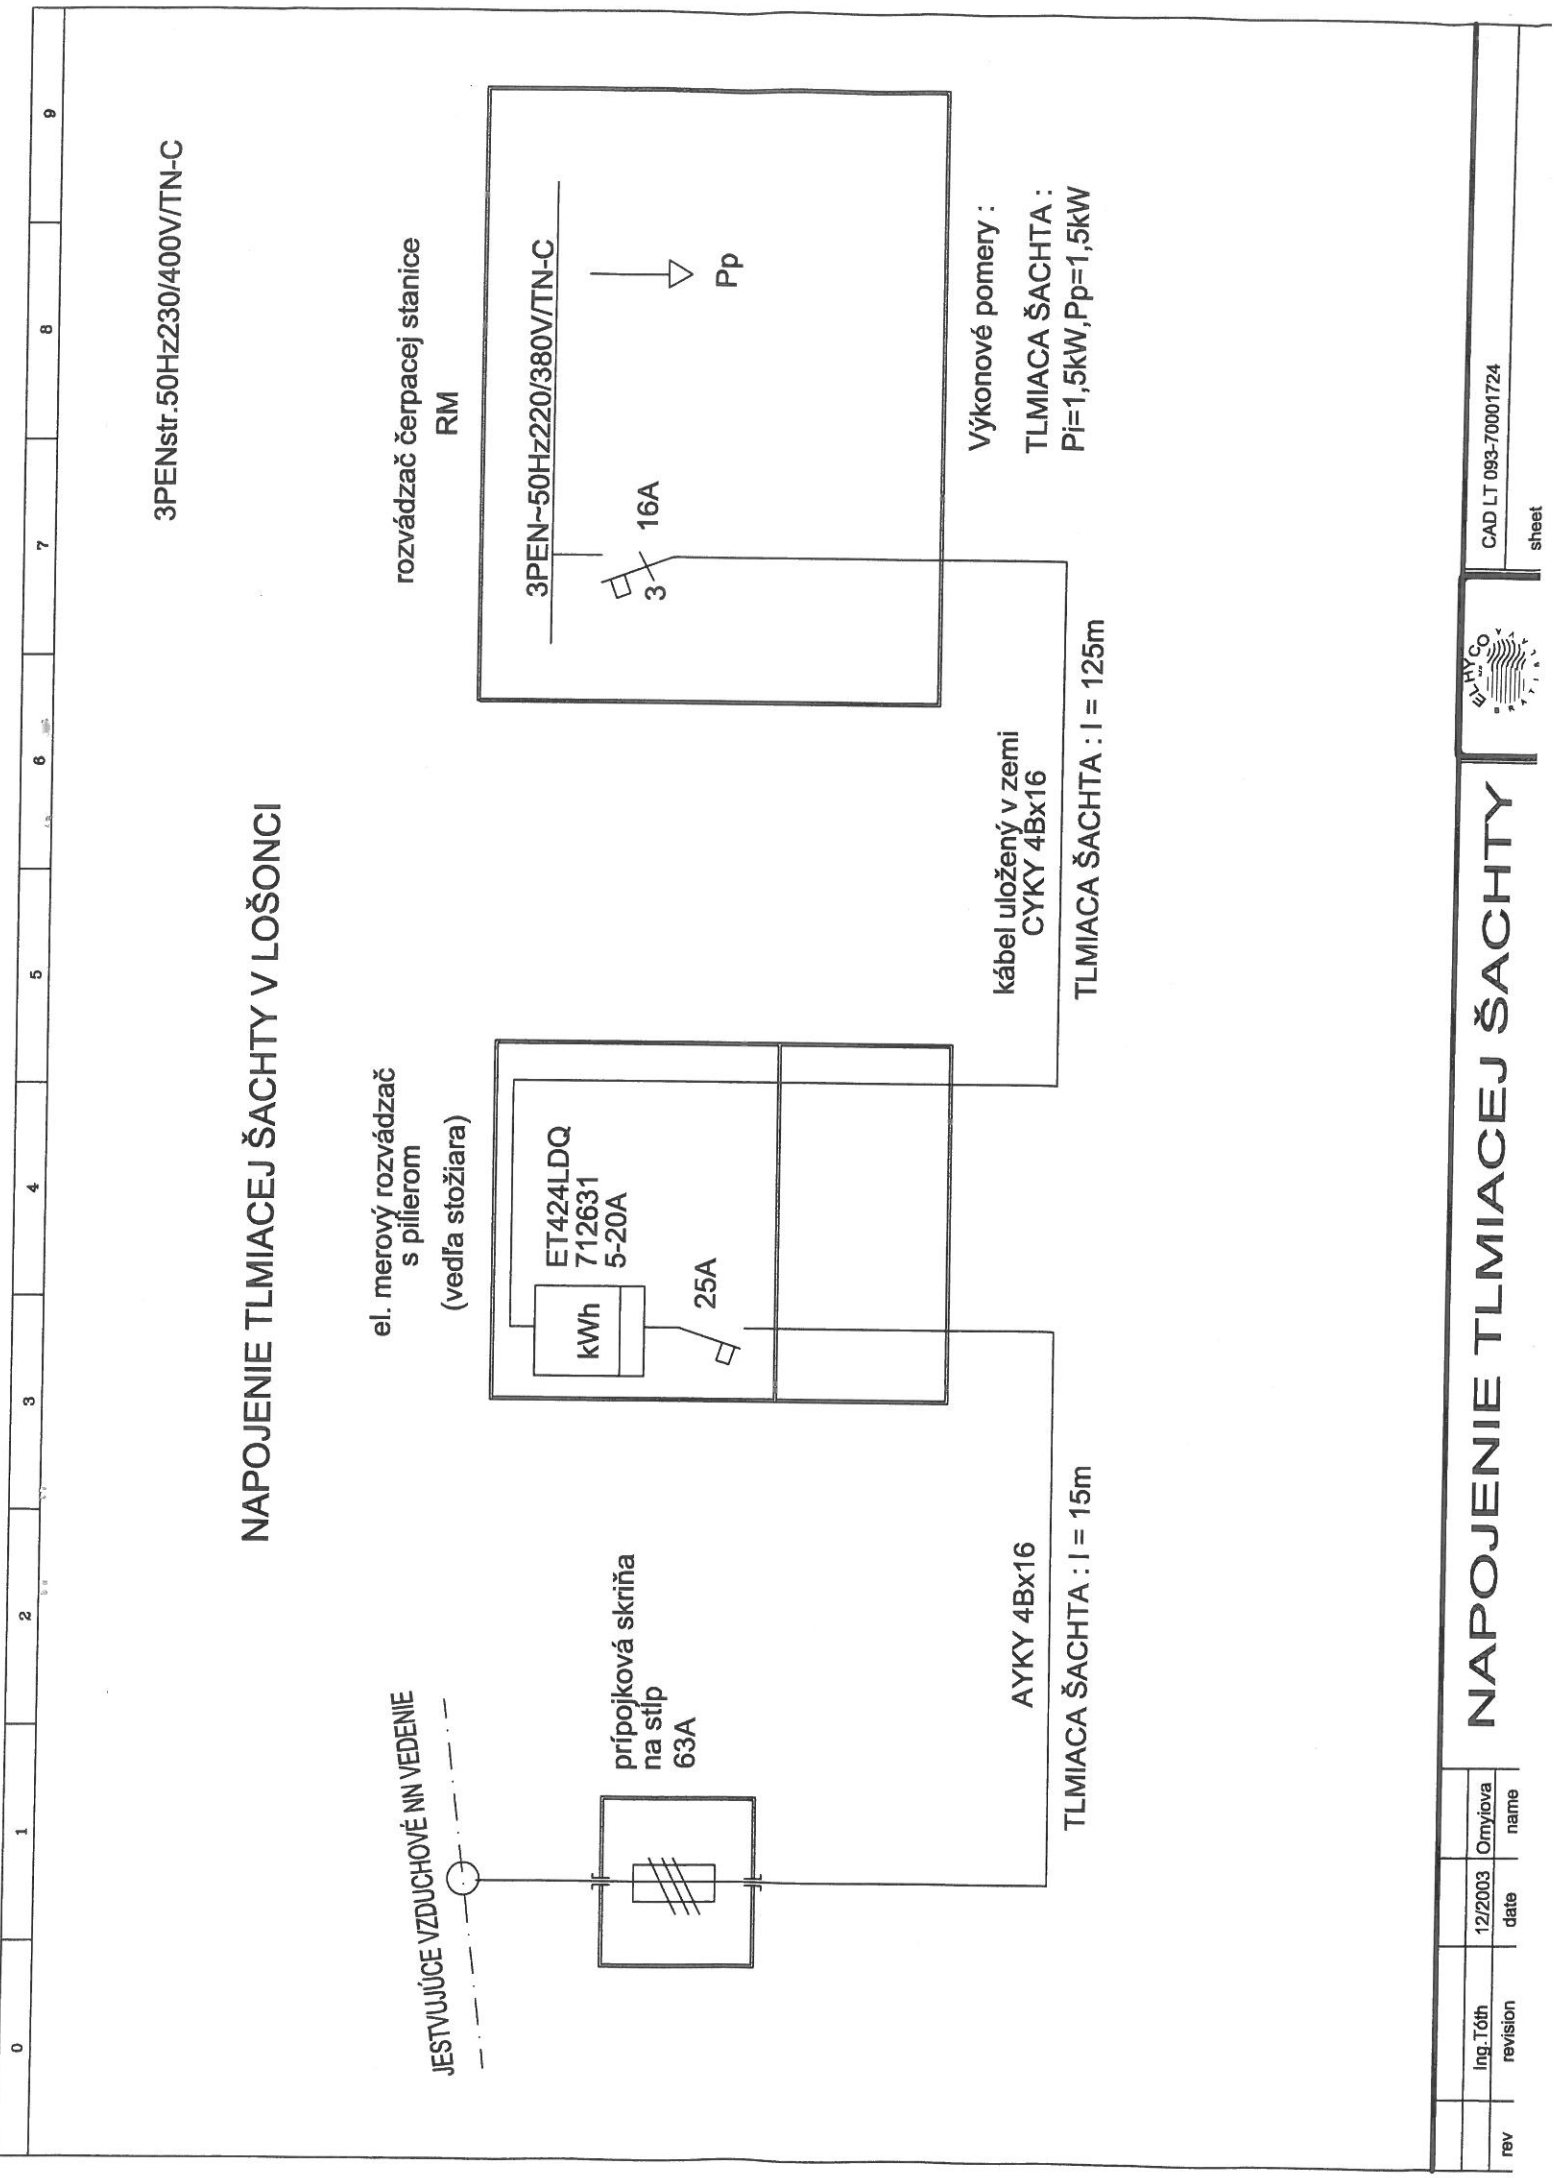 0 1 2 3 4 5 6 7 8 9
3PENstr.50Hz230/400V/TN-C
NAPOJENIE TLMIACEJ ŠACHTY V LOŠONCI
JESTVUJÚCE VZDUCHOVÉ NN VEDENIE
prípojková skriňa
na stĺp
63A
AYKY 4Bx16
TLMIACA ŠACHTA : l = 15m
el. merový rozvádzač
s pilierom
(vedľa stožiara)
kWh
ET424LDQ
712631
5-20A
25A
kábel uložený v zemi
CYKY 4Bx16
TLMIACA ŠACHTA : l = 125m
rozvádzač čerpacej stanice
RM
3PEN~50Hz220/380V/TN-C
3
16A
Pp
Výkonové pomery :
TLMIACA ŠACHTA :
Pi=1,5kW,Pp=1,5kW
Ing.Tóth 12/2003 Ornyiova
rev revision date name
NAPOJENIE TLMIACEJ ŠACHTY
ELHYCO
CAD LT 093-70001724
sheet